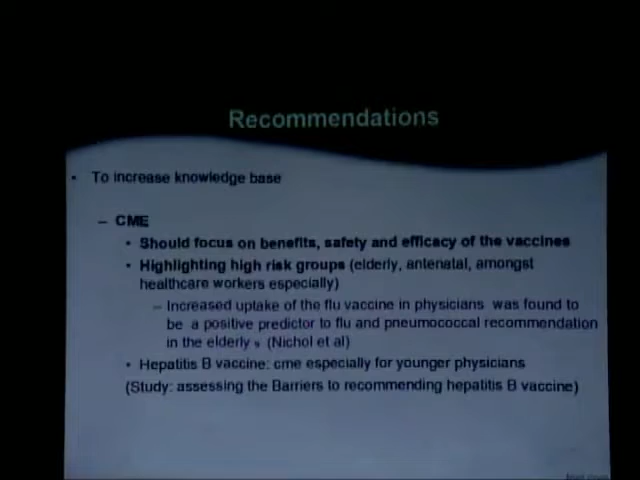 Recommendations
• To increase knowledge base
– CME
• Should focus on benefits, safety and efficacy of the vaccines
• Highlighting high risk groups (elderly, antenatal, amongst
healthcare workers especially)
– Increased uptake of the flu vaccine in physicians was found to
be a positive predictor to flu and pneumococcal recommendation
in the elderly (Nichol et al)
• Hepatitis B vaccine: cme especially for younger physicians
(Study: assessing the Barriers to recommending hepatitis B vaccine)